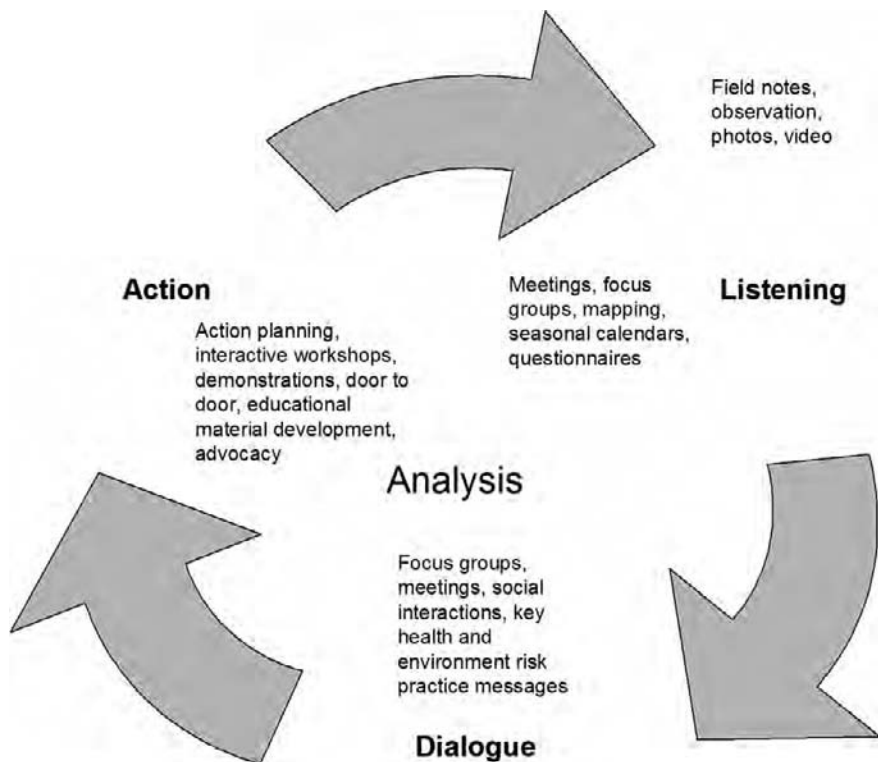 Field notes,
observation,
photos, video
Action
Meetings, focus
groups, mapping,
seasonal calendars,
questionnaires
Listening
Action planning,
interactive workshops,
demonstrations, door to
door, educational
material development,
advocacy
Analysis
Focus groups,
meetings, social
interactions, key
health and
environment risk
practice messages
Dialogue